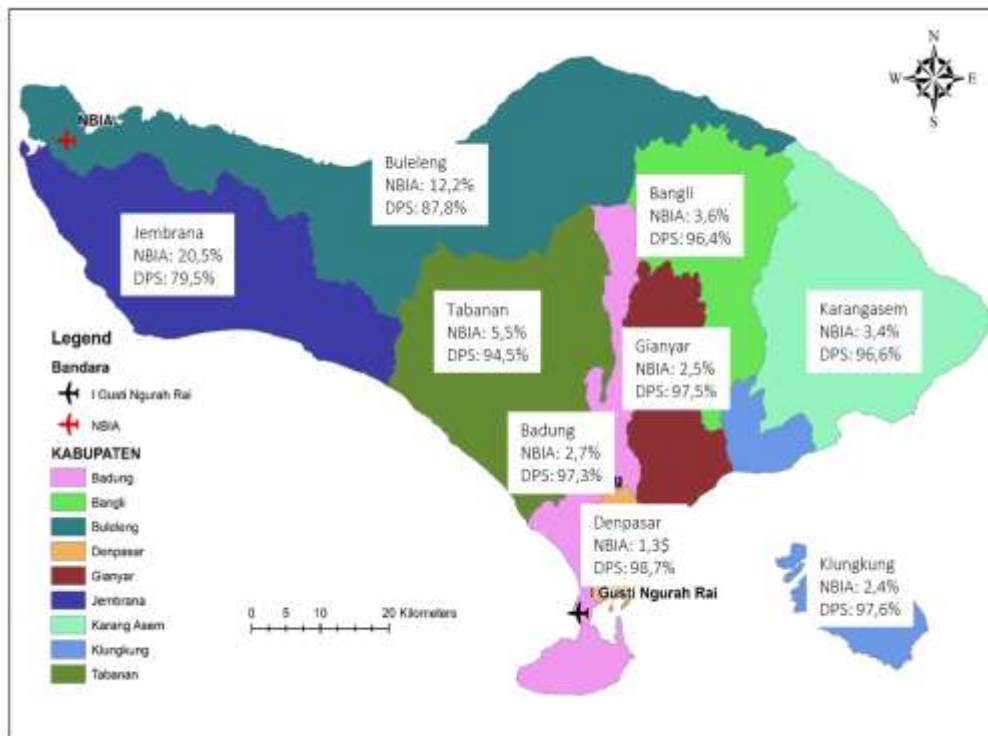 N
W E
S
NBIA
Buleleng
NBIA: 12,2%
DPS: 87,8%
Bangli
NBIA: 3,6%
DPS: 96,4%
Jembrana
NBIA: 20,5%
DPS: 79,5%
Tabanan
NBIA: 5,5%
DPS: 94,5%
Karangasem
NBIA: 3,4%
DPS: 96,6%
Gianyar
NBIA: 2,5%
DPS: 97,5%
Badung
NBIA: 2,7%
DPS: 97,3%
Denpasar
NBIA: 1,3$
DPS: 98,7%
I Gusti Ngurah Rai
Klungkung
NBIA: 2,4%
DPS: 97,6%
Legend
Bandara
I Gusti Ngurah Rai
NBIA
KABUPATEN
Badung
Bangli
Buleleng
Denpasar
Gianyar
Jembrana
Karang Asem
Klungkung
Tabanan
0 5 10 20 Kilometers